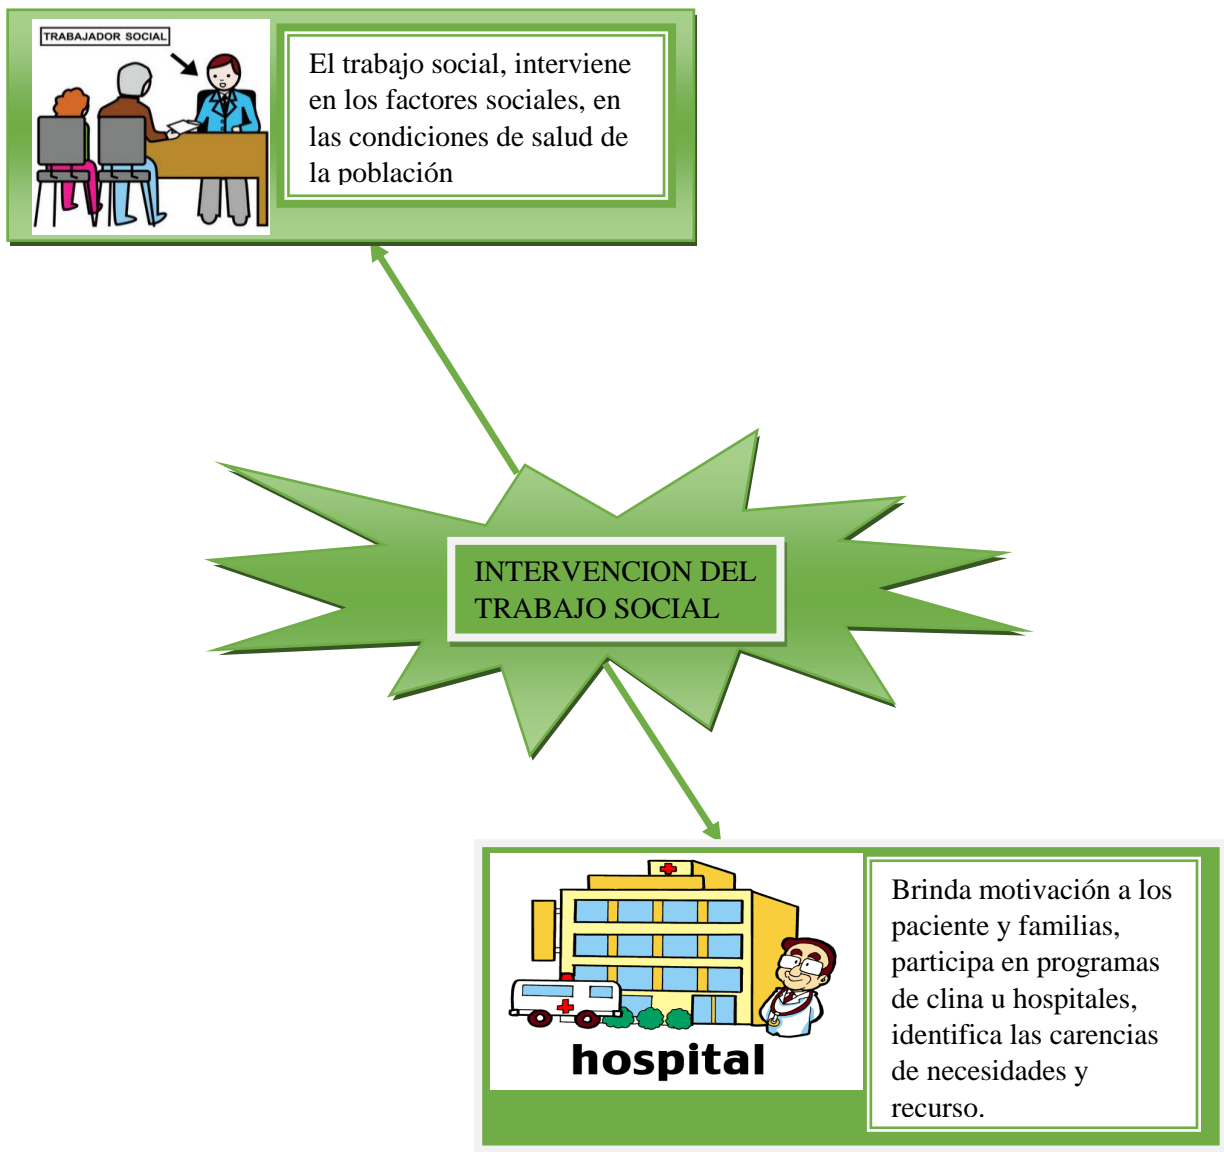 TRABAJADOR SOCIAL
El trabajo social, interviene
en los factores sociales, en
las condiciones de salud de
la población
INTERVENCION DEL
TRABAJO SOCIAL
hospital
Brinda motivación a los
paciente y familias,
participa en programas
de clina u hospitales,
identifica las carencias
de necesidades y
recurso.